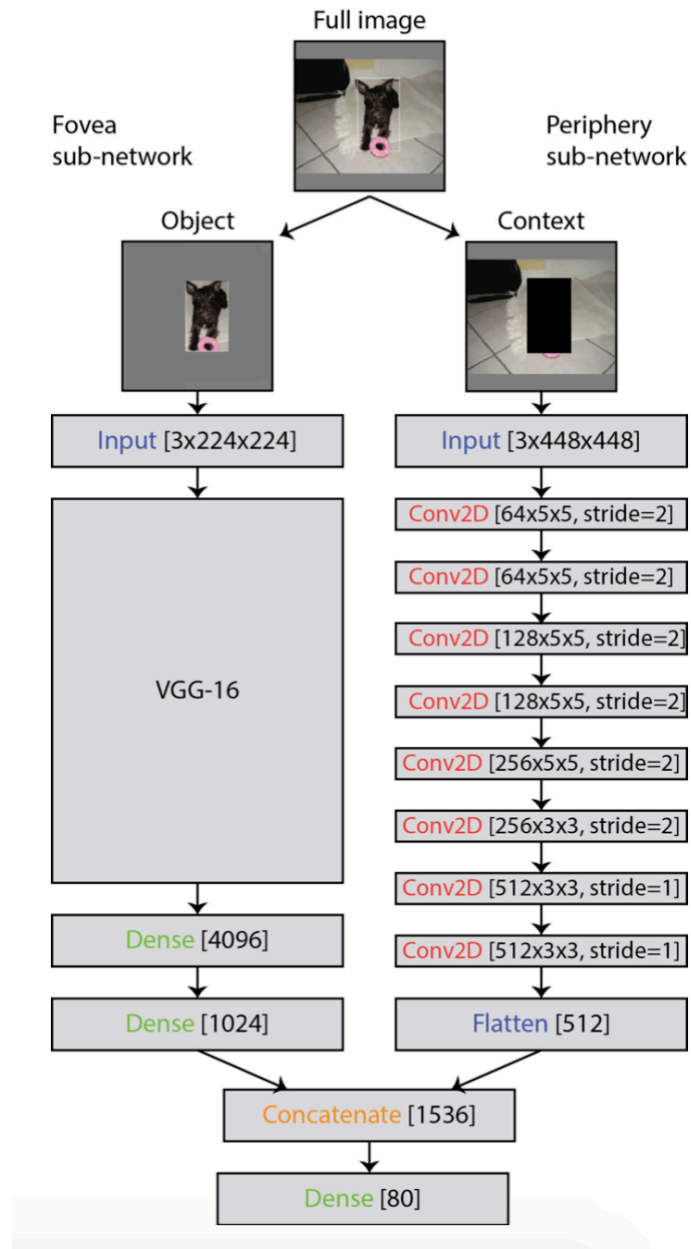 Full image
Fovea
sub-network
Periphery
sub-network
Object
Context
Input [3x224x224]
Input [3x448x448]
Conv2D [64x5x5, stride=2]
Conv2D [64x5x5, stride=2]
Conv2D [128x5x5, stride=2]
Conv2D [128x5x5, stride=2]
Conv2D [256x5x5, stride=2]
Conv2D [256x3x3, stride=2]
Conv2D [512x3x3, stride=1]
Conv2D [512x3x3, stride=1]
VGG-16
Dense [4096]
Dense [1024]
Flatten [512]
Concatenate [1536]
Dense [80]